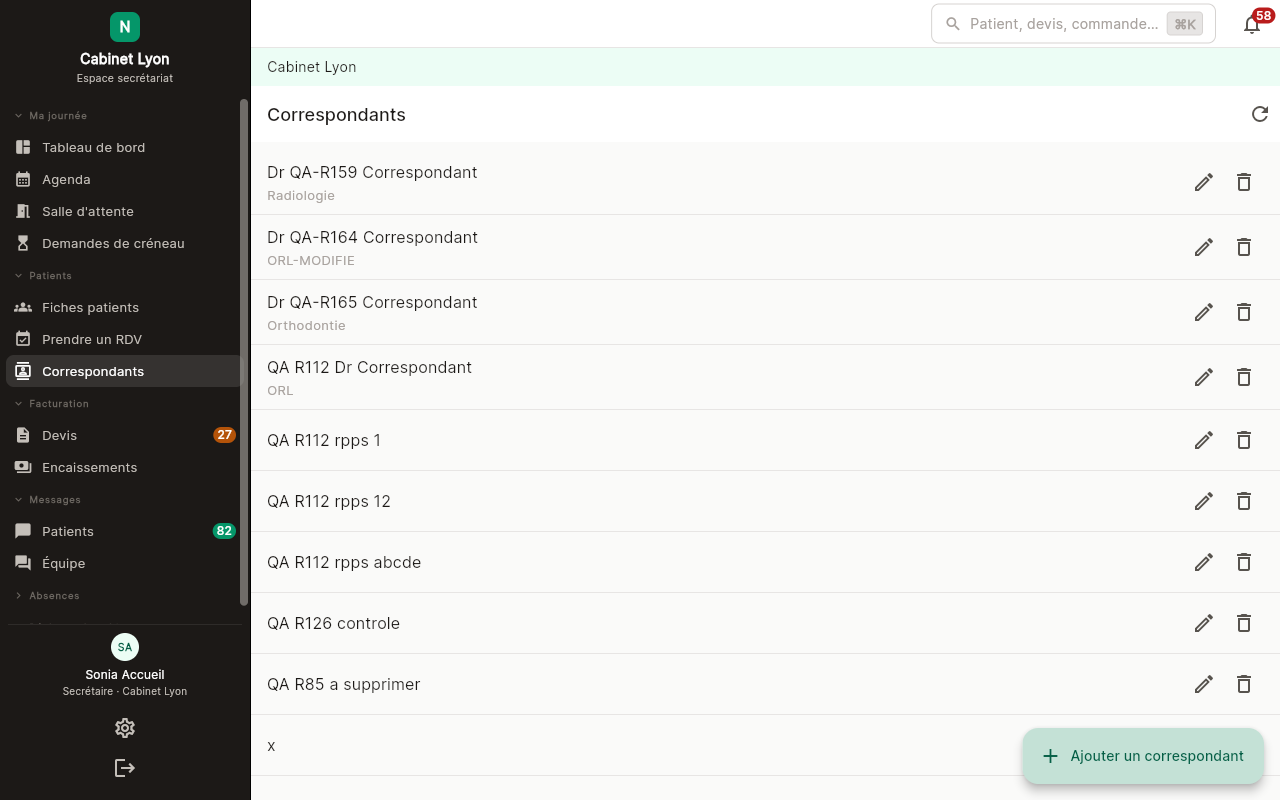 N
Cabinet Lyon
Espace secrétariat
Ma journée
Tableau de bord
Agenda
Salle d'attente
Demandes de créneau
Patients
Fiches patients
Prendre un RDV
Correspondants
Facturation
Devis 27
Encaissements
Messages
Patients 82
Équipe
Absences
SA
Sonia Accueil
Secrétaire · Cabinet Lyon
Patient, devis, commande... ⌘K
58
Cabinet Lyon
Correspondants
Dr QA-R159 Correspondant
Radiologie
Dr QA-R164 Correspondant
ORL-MODIFIE
Dr QA-R165 Correspondant
Orthodontie
QA R112 Dr Correspondant
ORL
QA R112 rpps 1
QA R112 rpps 12
QA R112 rpps abcde
QA R126 controle
QA R85 a supprimer
x
Ajouter un correspondant